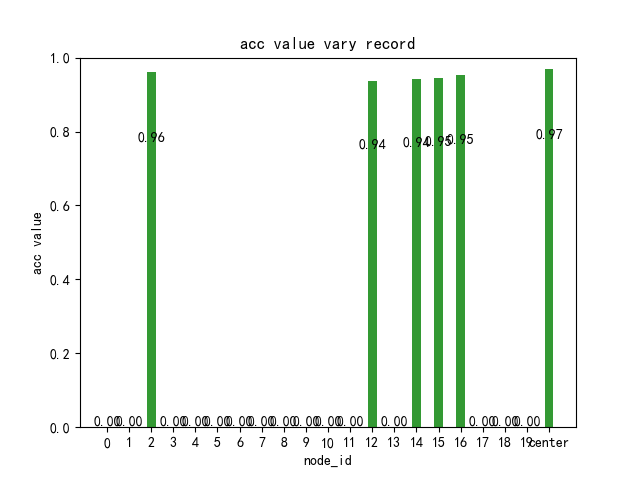 acc value vary record
acc value
1.0
0.8
0.6
0.4
0.2
0.0
0.00 0.00 0.96 0.00 0.00 0.00 0.00 0.00 0.00 0.00 0.00 0.00 0.94 0.00 0.94 0.95 0.95 0.00 0.00 0.00 0.97
0 1 2 3 4 5 6 7 8 9 10 11 12 13 14 15 16 17 18 19 center
node_id